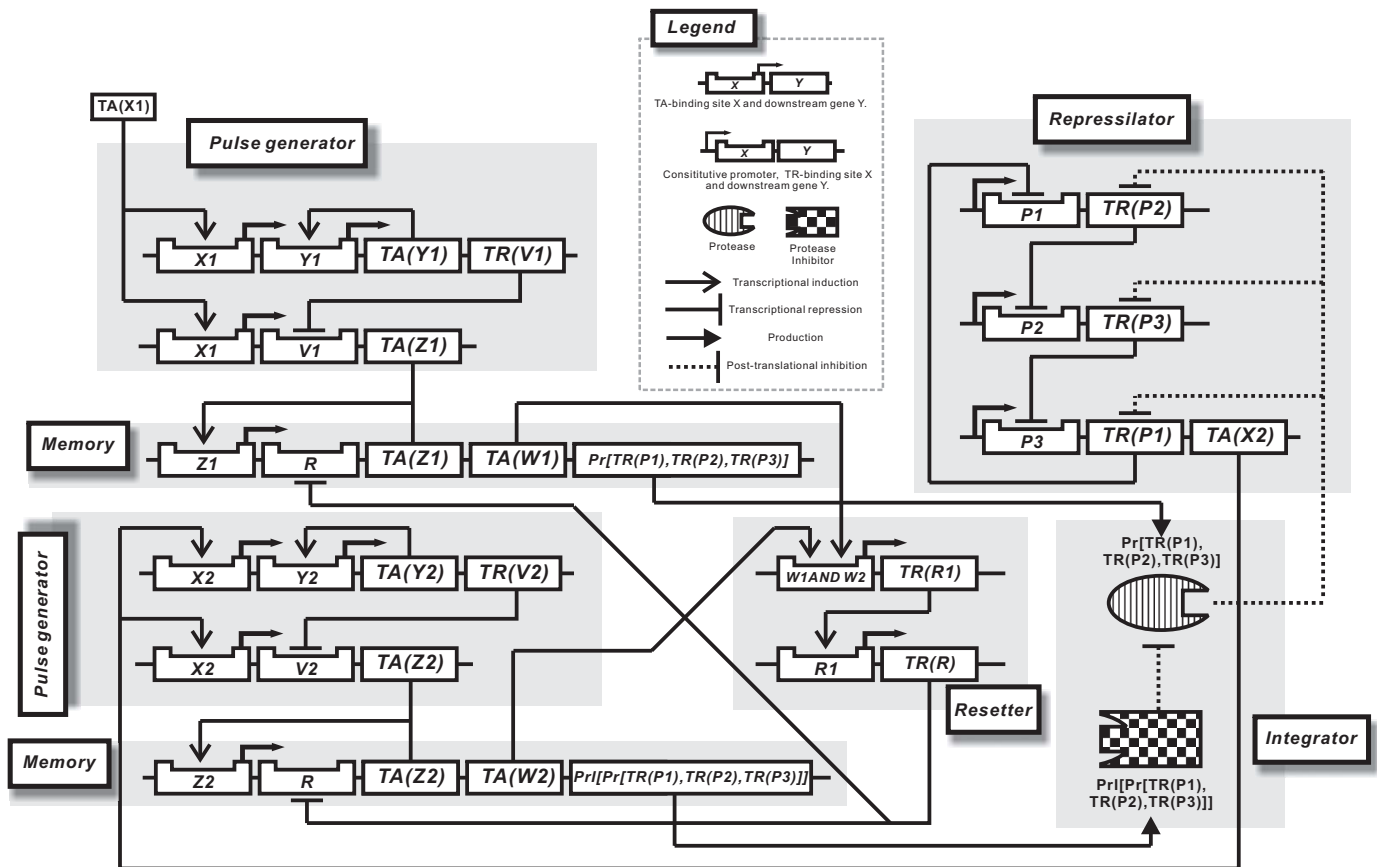 Legend
X
Y
TA-binding site X and downstream gene Y.
X
Y
Consititutive promoter, TR-binding site X
and downstream gene Y.
Protease
Protease
Inhibitor
Transcriptional induction
Transcriptional repression
Production
Post-translational inhibition
TA(X1)
Pulse generator
X1
Y1
TA(Y1)
TR(V1)
X1
V1
TA(Z1)
Memory
Z1
R
TA(Z1)
TA(W1)
Pr[TR(P1),TR(P2),TR(P3)]
Repressilator
P1
TR(P2)
P2
TR(P3)
P3
TR(P1)
TA(X2)
Pulse generator
X2
Y2
TA(Y2)
TR(V2)
X2
V2
TA(Z2)
Memory
Z2
R
TA(Z2)
TA(W2)
PrI[Pr[TR(P1),TR(P2),TR(P3)]]
W1AND W2
TR(R1)
R1
TR(R)
Resetter
Pr[TR(P1),
TR(P2),TR(P3)]
Integrator
PrI[Pr[TR(P1),
TR(P2),TR(P3)]]